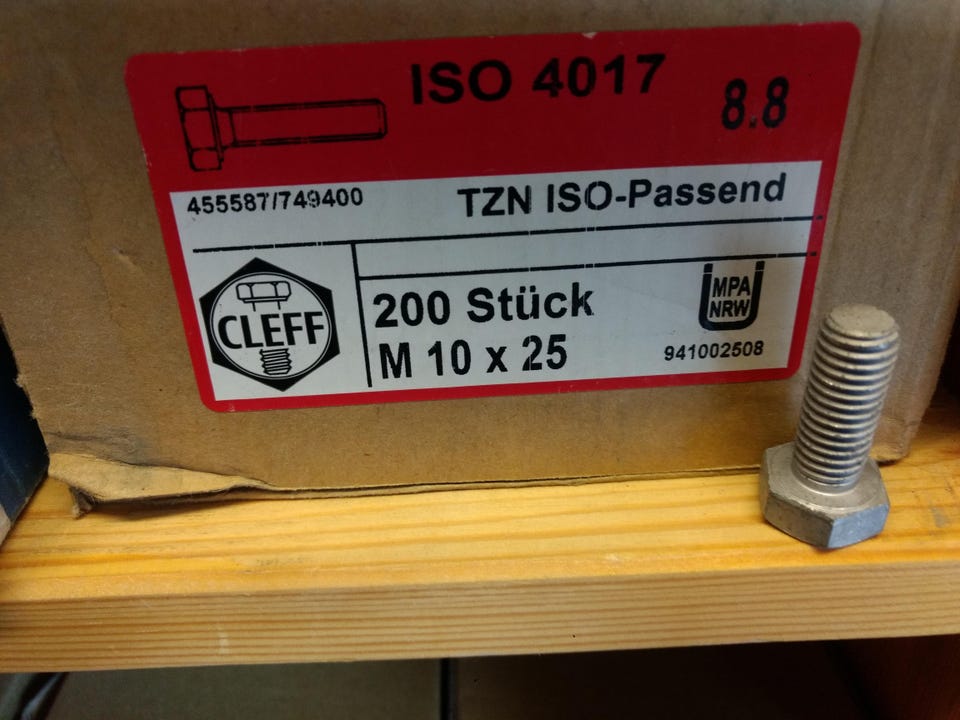 ISO 4017
8.8
455587/749400
TZN ISO-Passend
CLEFF
200 Stück
M 10 x 25
MPA
NRW
941002508